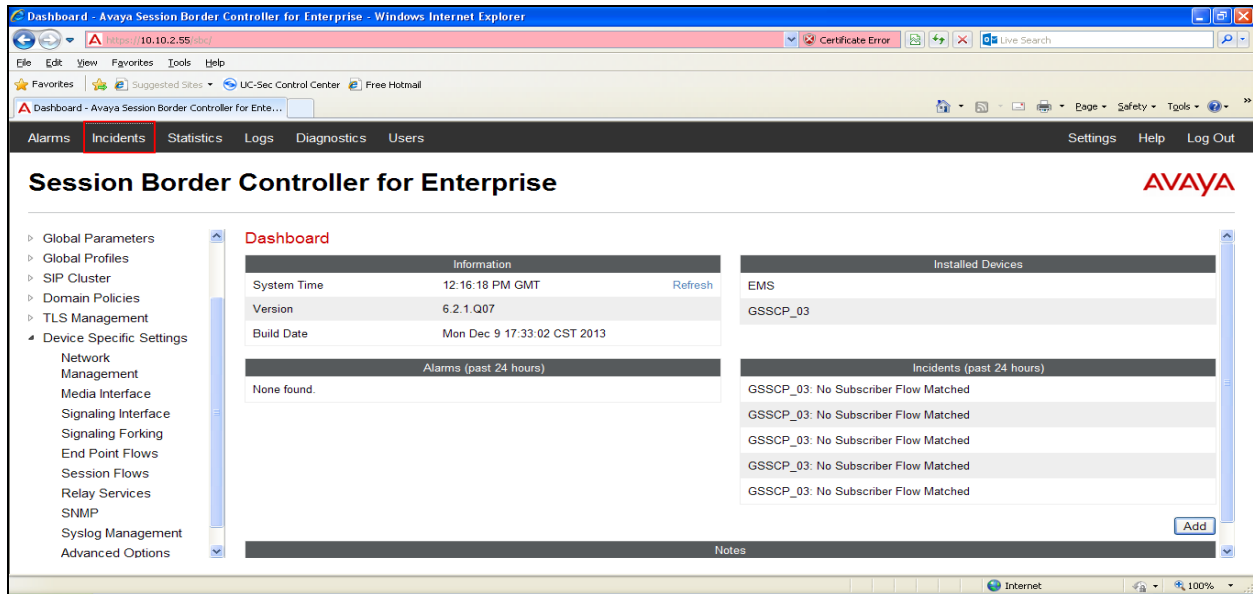 Dashboard - Avaya Session Border Controller for Enterprise - Windows Internet Explorer
https://10.10.2.55/sbc/
Certificate Error
Live Search
File Edit View Favorites Tools Help
Favorites Suggested Sites UC-Sec Control Center Free Hotmail
Dashboard - Avaya Session Border Controller for Ente...
Page Safety Tools
Alarms Incidents Statistics Logs Diagnostics Users Settings Help Log Out
Session Border Controller for Enterprise
AVAYA
Global Parameters
Global Profiles
SIP Cluster
Domain Policies
TLS Management
Device Specific Settings
Network
Management
Media Interface
Signaling Interface
Signaling Forking
End Point Flows
Session Flows
Relay Services
SNMP
Syslog Management
Advanced Options
Dashboard
Information
System Time 12:16:18 PM GMT Refresh
Version 6.2.1.Q07
Build Date Mon Dec 9 17:33:02 CST 2013
Installed Devices
EMS
GSSCP_03
Alarms (past 24 hours)
None found.
Incidents (past 24 hours)
GSSCP_03: No Subscriber Flow Matched
GSSCP_03: No Subscriber Flow Matched
GSSCP_03: No Subscriber Flow Matched
GSSCP_03: No Subscriber Flow Matched
GSSCP_03: No Subscriber Flow Matched
Add
Notes
Internet
100%